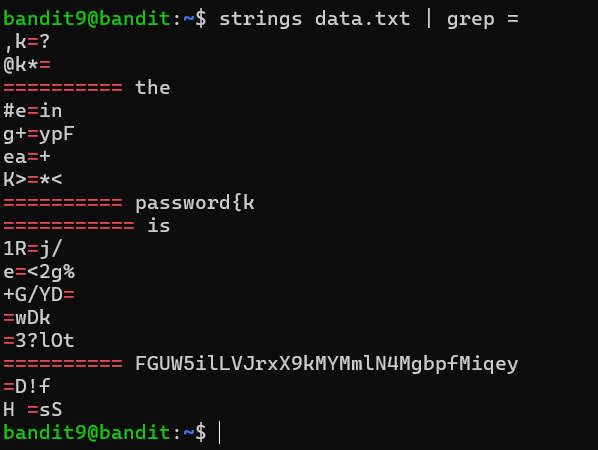 bandit9@bandit:~$ strings data.txt | grep =
,k=?
@k*=
========== the
#e=in
g+=ypF
ea=+
K>=*<
========== password{k
=========== is
1R=j/
e=<2g%
+G/YD=
=wDk
=3?lOt
========== FGUW5ilLVJrxX9kMYMmlN4MgbpfMiqey
=D!f
H =sS
bandit9@bandit:~$